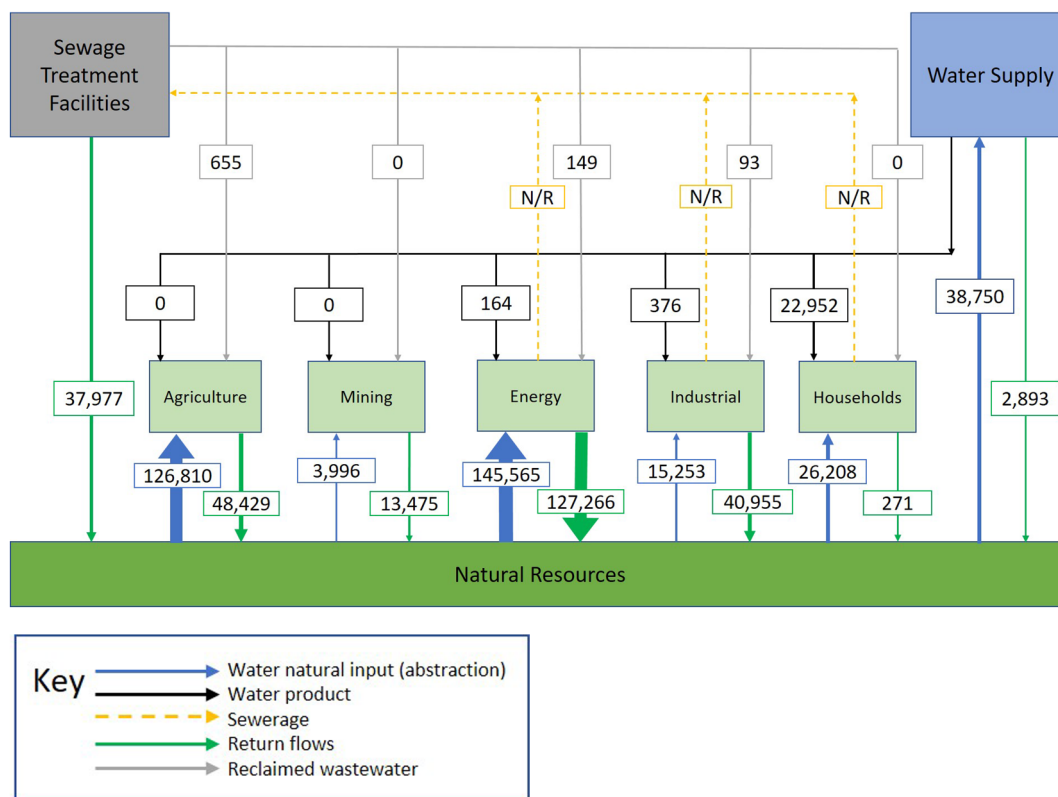 Sewage
Treatment
Facilities
Water Supply
655
0
149
93
0
N/R
N/R
N/R
0
0
164
376
22,952
38,750
37,977
Agriculture
Mining
Energy
Industrial
Households
2,893
126,810
3,996
145,565
15,253
26,208
48,429
13,475
127,266
40,955
271
Natural Resources
Key
Water natural input (abstraction)
Water product
Sewerage
Return flows
Reclaimed wastewater